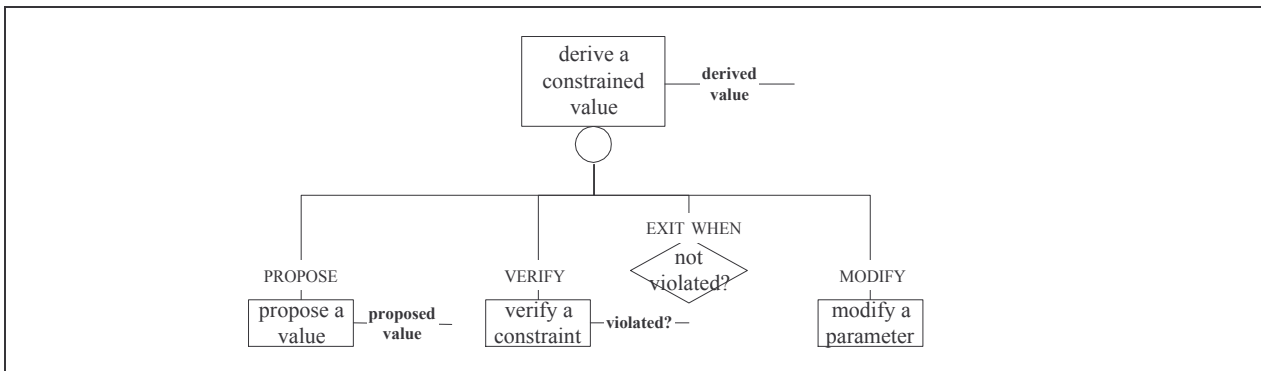 derive a
constrained
value
derived
value
EXIT WHEN
not
violated?
PROPOSE
VERIFY
MODIFY
propose a
value
proposed
value
verify a
constraint
violated?
modify a
parameter